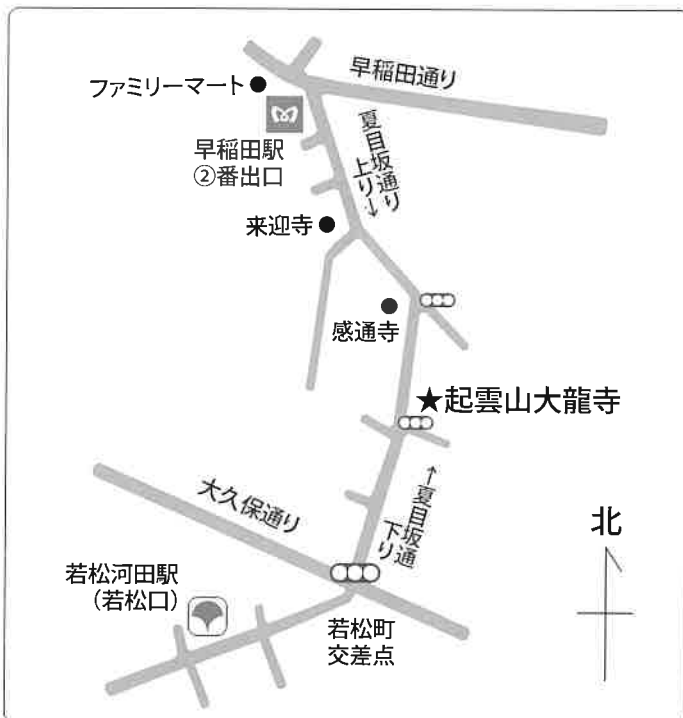 早稲田通り
ファミリーマート
早稲田駅
②番出口
夏目坂通り
上り→
来迎寺
感通寺
★起雲山大龍寺
←夏目坂通
下り
大久保通り
北
若松河田駅
(若松口)
若松町
交差点